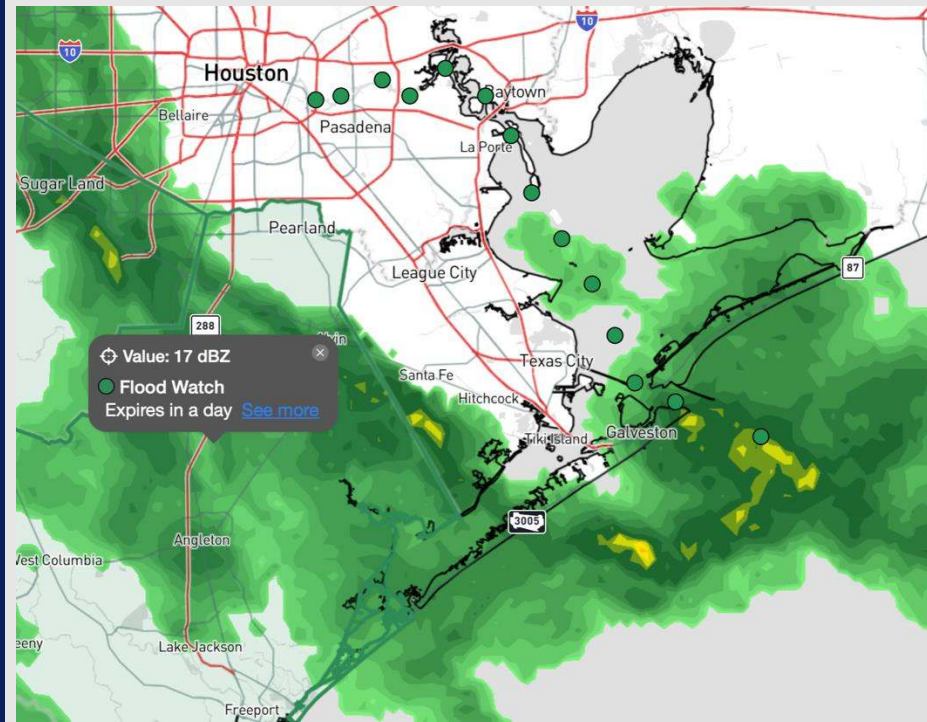 10
10
Houston
Baytown
Bellaire
Pasadena
La Porte
Sugar Land
Pearland
League City
87
288
Value: 17 dBZ
Flood Watch
Expires in a day See more
Texas City
Santa Fe
Hitchcock
Tiki Island
Galveston
3005
Angleton
West Columbia
Lake Jackson
Freeport